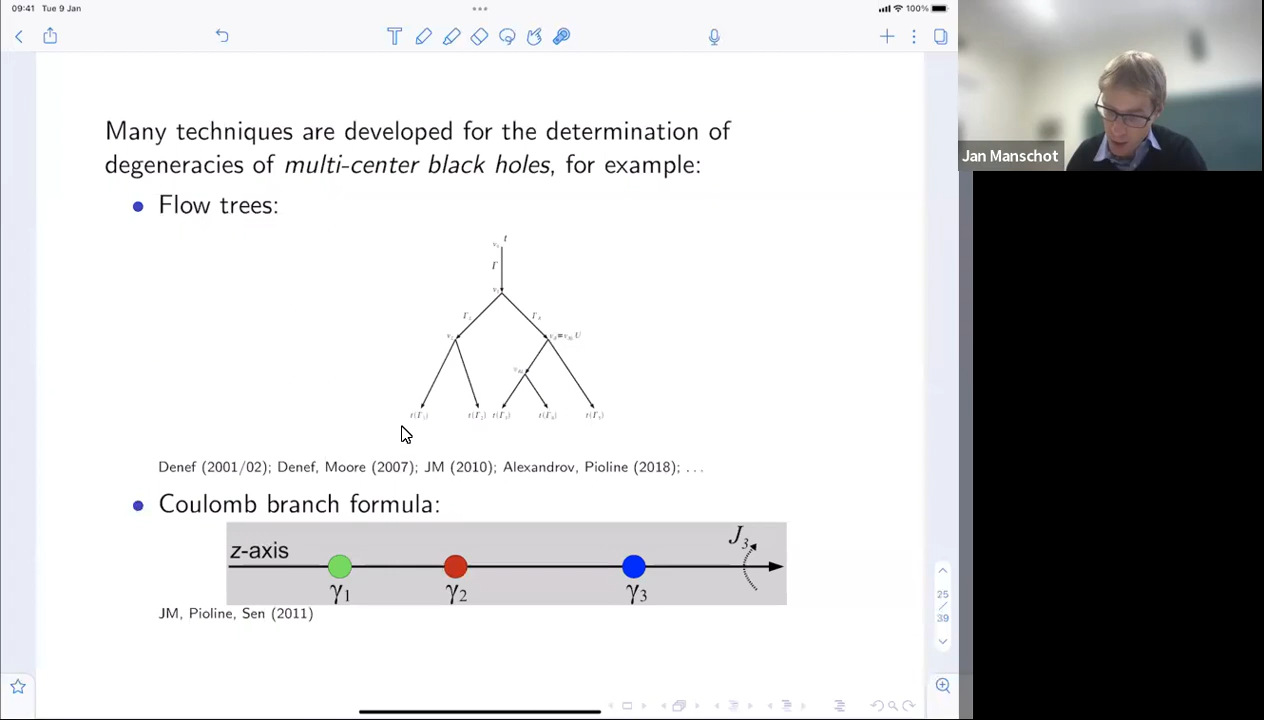 09:41 Tue 9 Jan
100%
Many techniques are developed for the determination of
degeneracies of multi-center black holes, for example:
• Flow trees:
t
Γ
Denef (2001/02); Denef, Moore (2007); JM (2010); Alexandrov, Pioline (2018); ...
• Coulomb branch formula:
z-axis
J₃
γ₁ γ₂ γ₃
JM, Pioline, Sen (2011)
25
/
39
Jan Manschot